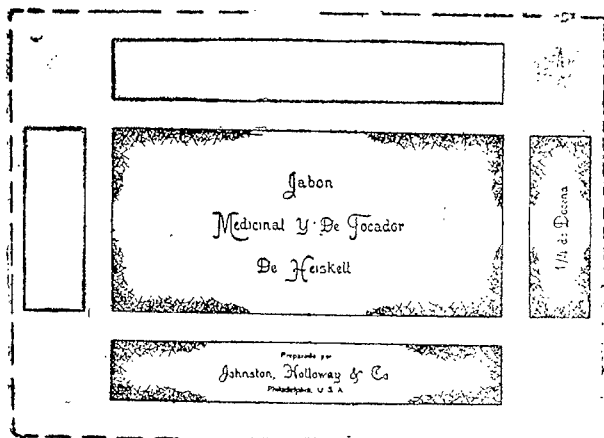 Jabon
Medicinal Y De Tocador
De Heiskell
1/4 de Docena
Preparado por
Johnston, Holloway & Co
Philadelphia, U S A